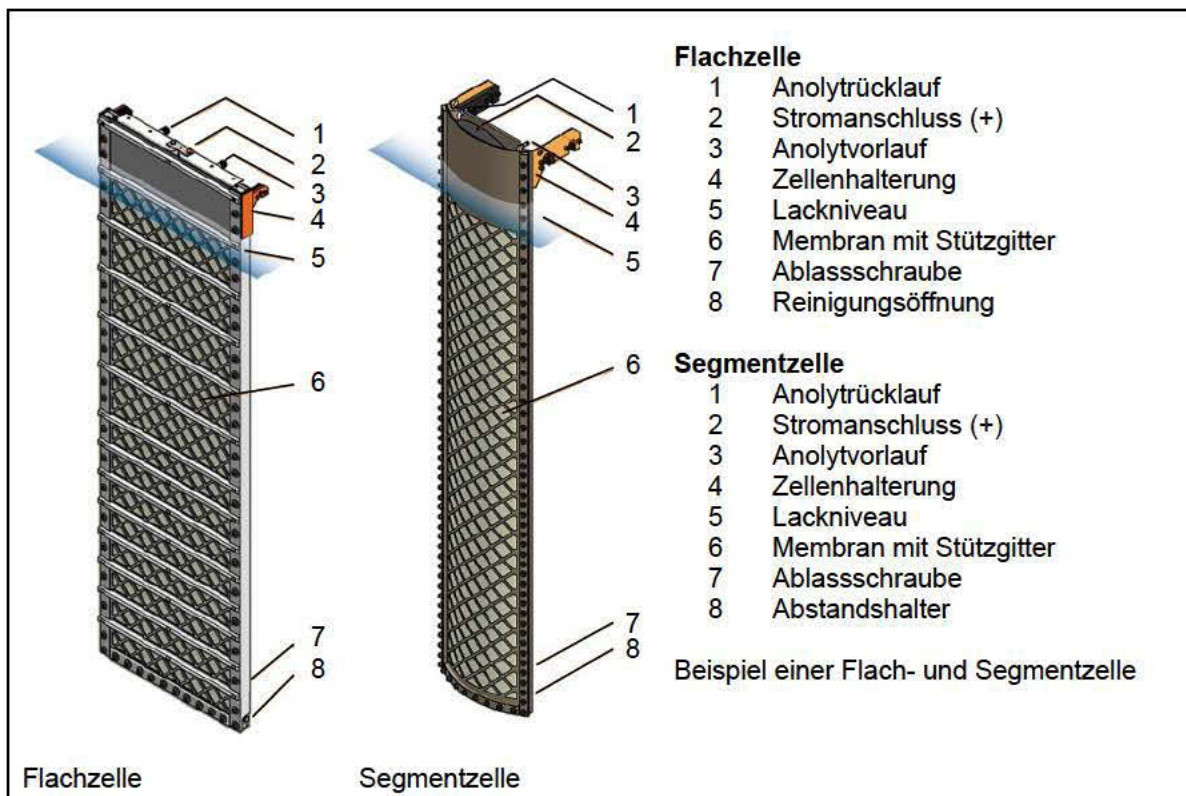 1
2
3
4
5
6
7
8
Flachzelle
1
2
3
4
5
6
7
8
Segmentzelle
Flachzelle
1 Anolytrücklauf
2 Stromanschluss (+)
3 Anolytvorlauf
4 Zellenhalterung
5 Lackniveau
6 Membran mit Stützgitter
7 Ablassschraube
8 Reinigungsöffnung
Segmentzelle
1 Anolytrücklauf
2 Stromanschluss (+)
3 Anolytvorlauf
4 Zellenhalterung
5 Lackniveau
6 Membran mit Stützgitter
7 Ablassschraube
8 Abstandshalter
Beispiel einer Flach- und Segmentzelle